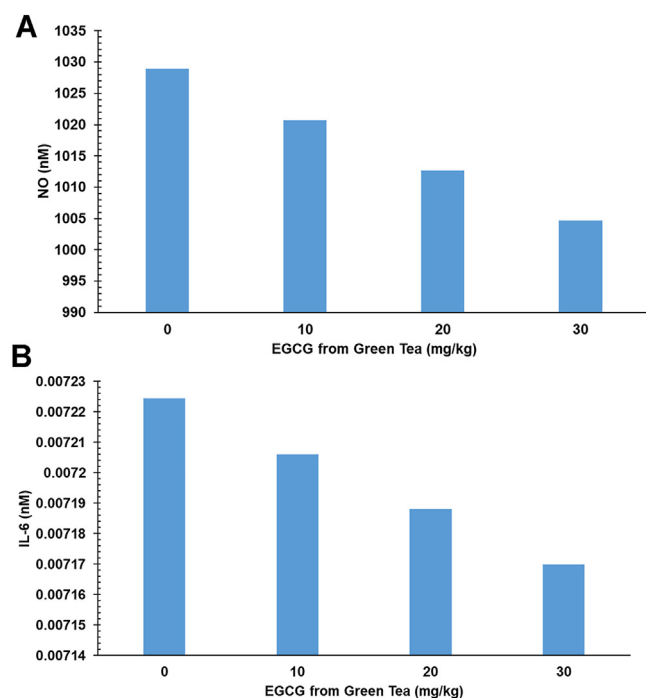 A
1035
1030
1025
1020
1015
1010
1005
1000
995
990
NO (nM)
0 10 20 30
EGCG from Green Tea (mg/kg)
B
0.00723
0.00722
0.00721
0.0072
0.00719
0.00718
0.00717
0.00716
0.00715
0.00714
IL-6 (nM)
0 10 20 30
EGCG from Green Tea (mg/kg)